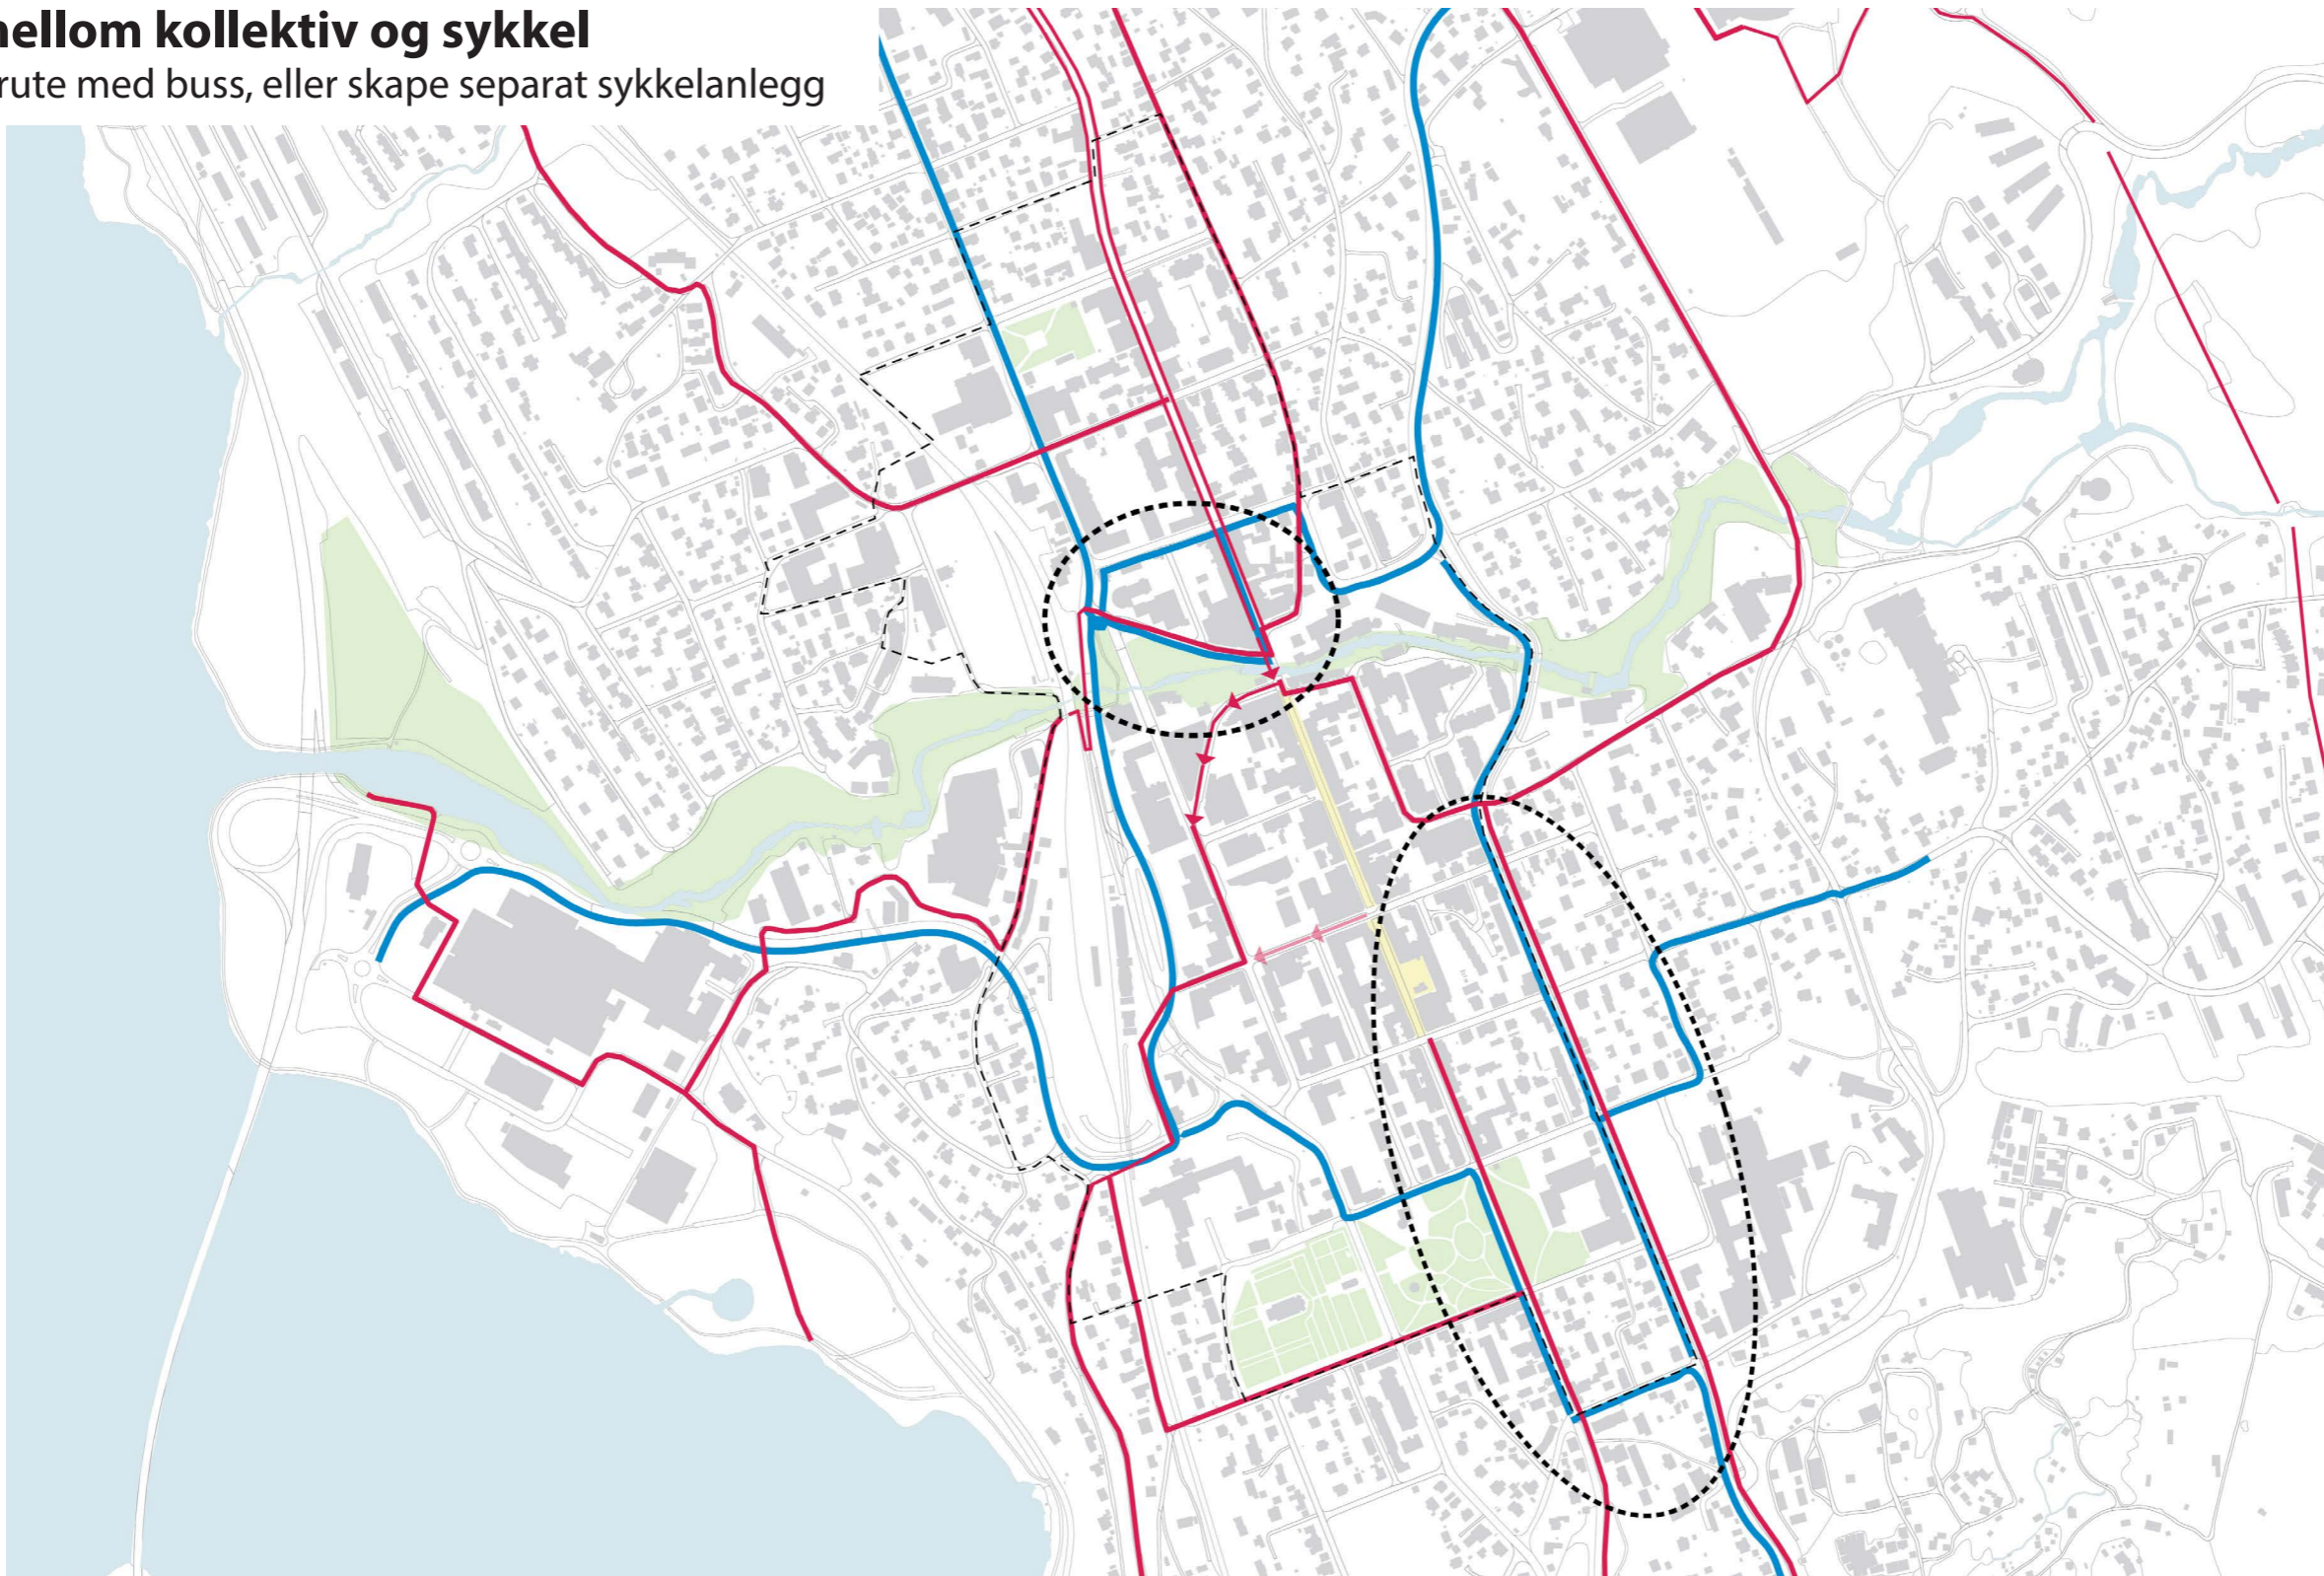 mellom kollektiv og sykkel
rute med buss, eller skape separat sykkelanlegg